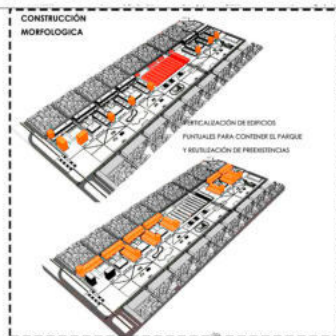 CONSTRUCCIÓN
MORFOLOGICA
VERTICALIZACIÓN DE EDIFICIOS
PUNTUALES PARA CONTENER EL PARQUE
Y REUTILIZACIÓN DE PREEXISTENCIAS